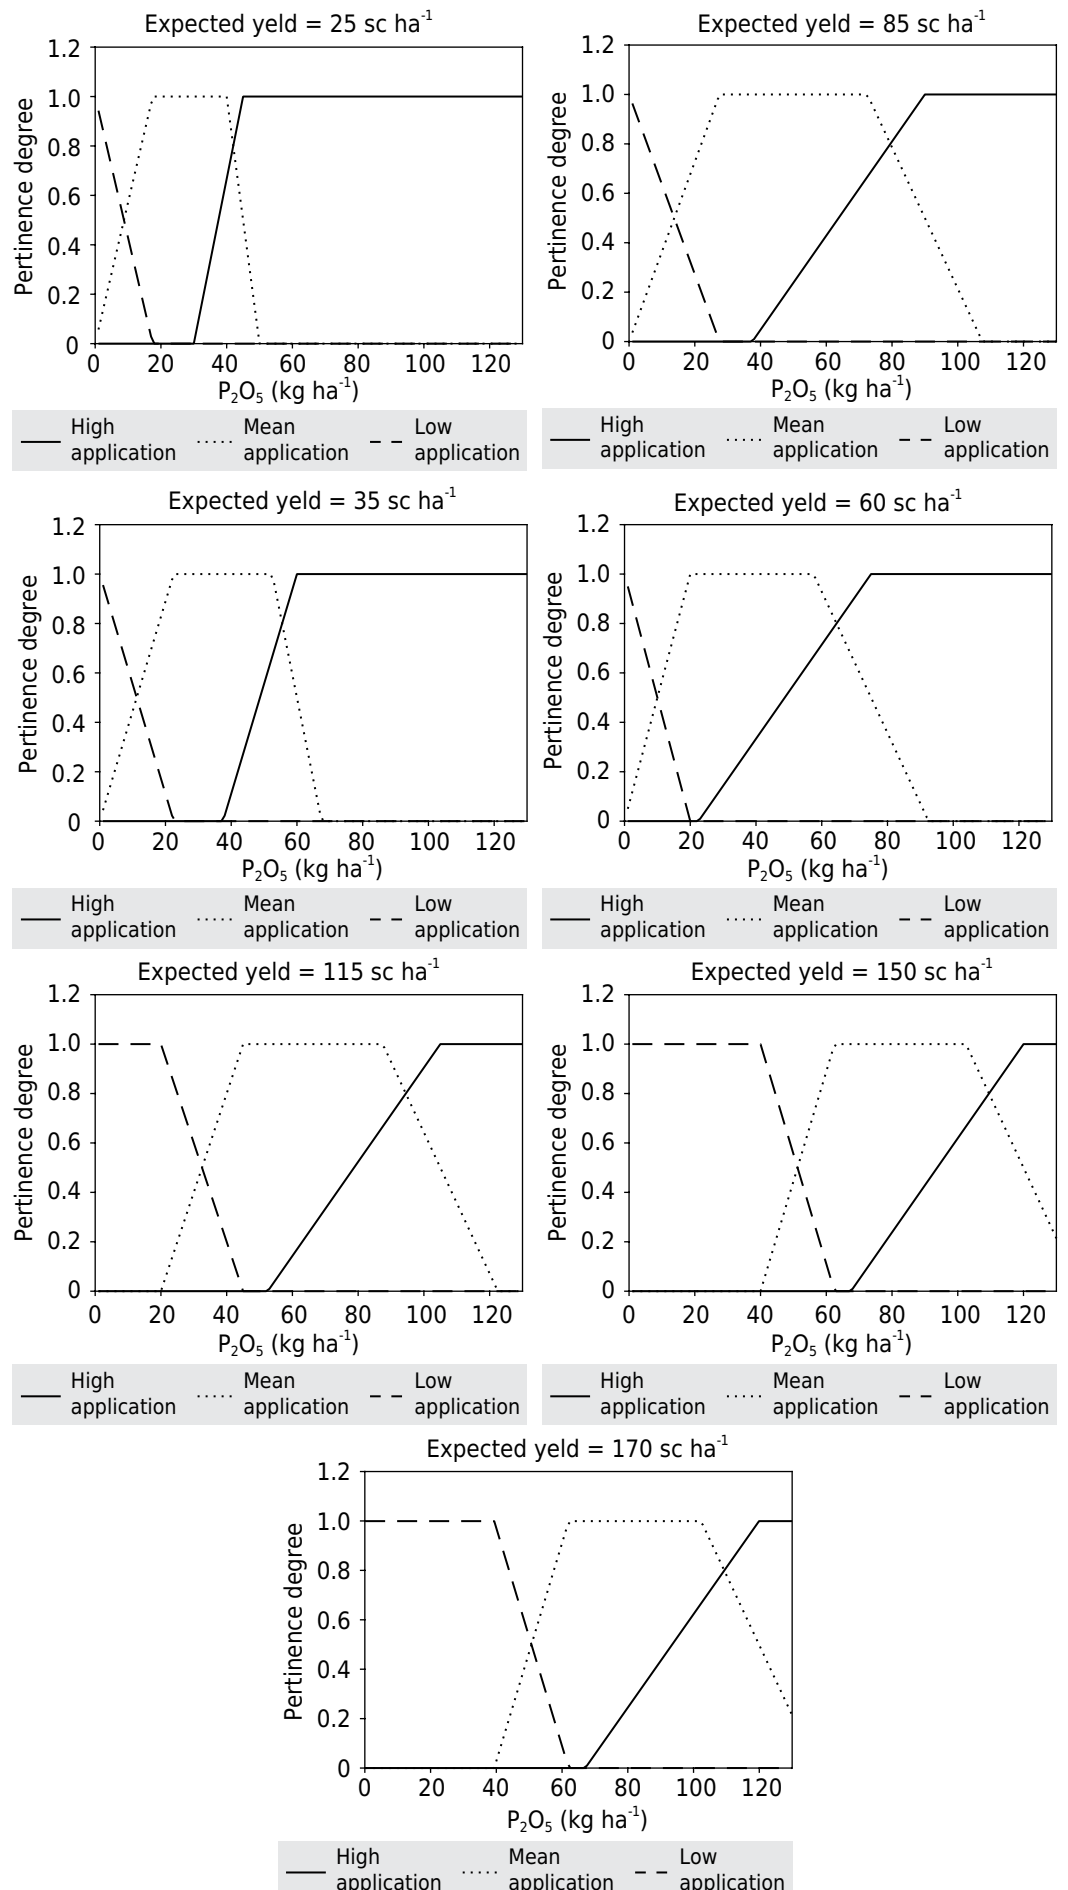 Expected yeld = 25 sc ha-1
1.2
1.0
0.8
0.6
0.4
0.2
0
Pertinence degree
0 20 40 60 80 100 120
P2O5 (kg ha-1)
High application
Mean application
Low application
Expected yeld = 85 sc ha-1
1.2
1.0
0.8
0.6
0.4
0.2
0
Pertinence degree
0 20 40 60 80 100 120
P2O5 (kg ha-1)
High application
Mean application
Low application
Expected yeld = 35 sc ha-1
1.2
1.0
0.8
0.6
0.4
0.2
0
Pertinence degree
0 20 40 60 80 100 120
P2O5 (kg ha-1)
High application
Mean application
Low application
Expected yeld = 60 sc ha-1
1.2
1.0
0.8
0.6
0.4
0.2
0
Pertinence degree
0 20 40 60 80 100 120
P2O5 (kg ha-1)
High application
Mean application
Low application
Expected yeld = 115 sc ha-1
1.2
1.0
0.8
0.6
0.4
0.2
0
Pertinence degree
0 20 40 60 80 100 120
P2O5 (kg ha-1)
High application
Mean application
Low application
Expected yeld = 150 sc ha-1
1.2
1.0
0.8
0.6
0.4
0.2
0
Pertinence degree
0 20 40 60 80 100 120
P2O5 (kg ha-1)
High application
Mean application
Low application
Expected yeld = 170 sc ha-1
1.2
1.0
0.8
0.6
0.4
0.2
0
Pertinence degree
0 20 40 60 80 100 120
P2O5 (kg ha-1)
High application
Mean application
Low application